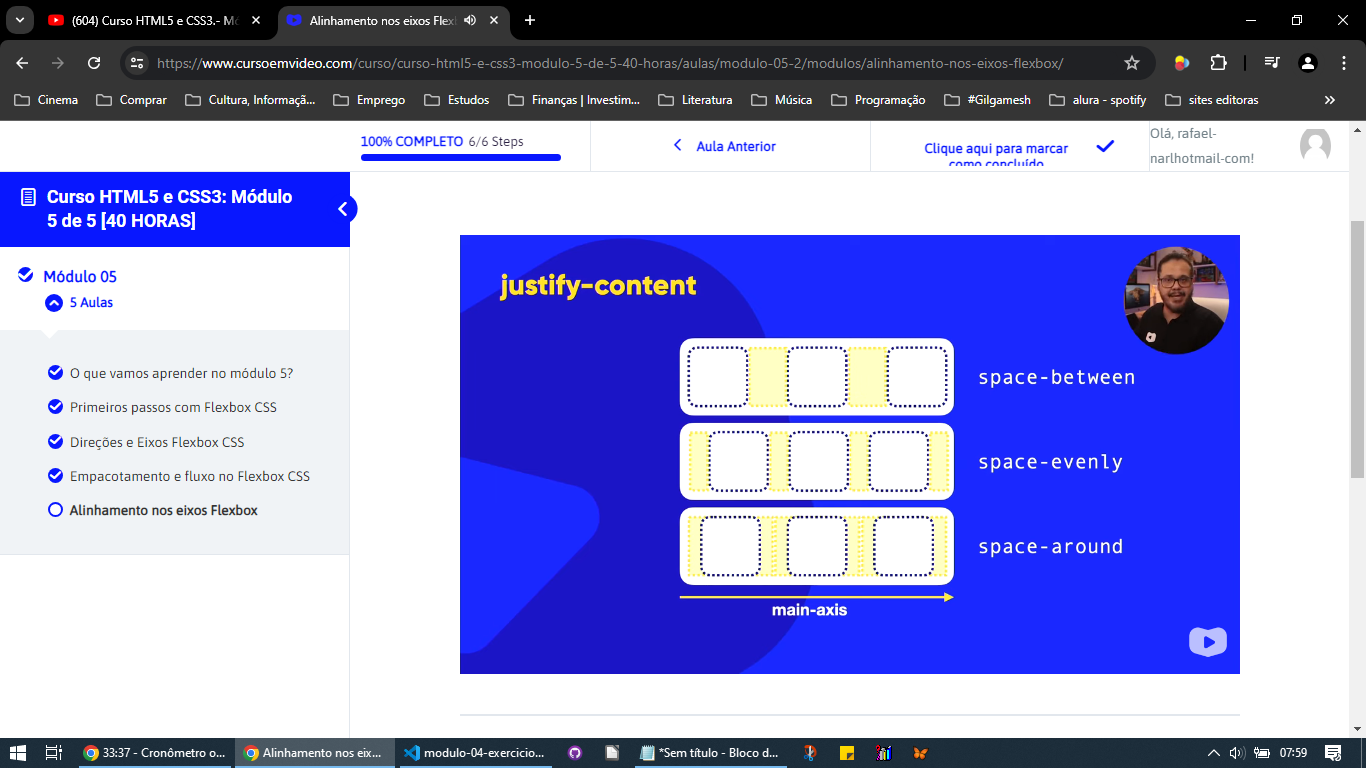 (604) Curso HTML5 e CSS3.- Mó
Alinhamento nos eixos Flexb
https://www.cursoemvideo.com/curso/curso-html5-e-css3-modulo-5-de-5-40-horas/aulas/modulo-05-2/modulos/alinhamento-nos-eixos-flexbox/
Cinema
Comprar
Cultura, Informaçã...
Emprego
Estudos
Finanças | Investim...
Literatura
Música
Programação
#Gilgamesh
alura - spotify
sites editoras
100% COMPLETO 6/6 Steps
Aula Anterior
Clique aqui para marcar
como concluído
Olá, rafael-
narlhotmail-com!
Curso HTML5 e CSS3: Módulo
5 de 5 [40 HORAS]
Módulo 05
5 Aulas
O que vamos aprender no módulo 5?
Primeiros passos com Flexbox CSS
Direções e Eixos Flexbox CSS
Empacotamento e fluxo no Flexbox CSS
Alinhamento nos eixos Flexbox
justify-content
space-between
space-evenly
space-around
main-axis
33:37 - Cronômetro o...
Alinhamento nos eix...
modulo-04-exercicio...
*Sem título - Bloco d...
07:59